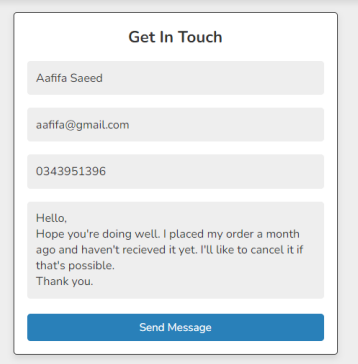 Get In Touch
Aafifa Saeed
aafifa@gmail.com
0343951396
Hello,
Hope you're doing well. I placed my order a month
ago and haven't recieved it yet. I'll like to cancel it if
that's possible.
Thank you.
Send Message